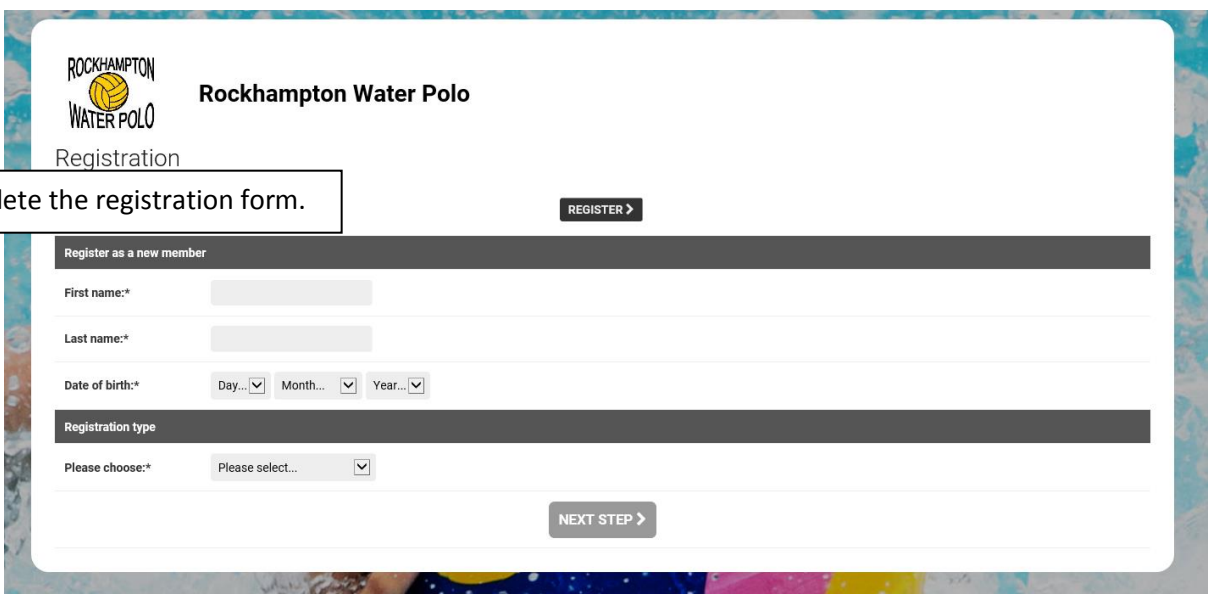 ROCKHAMPTON
WATER POLO
Rockhampton Water Polo
Registration
lete the registration form.
REGISTER
Register as a new member
First name:*
Last name:*
Date of birth:* Day... Month... Year...
Registration type
Please choose:* Please select...
NEXT STEP